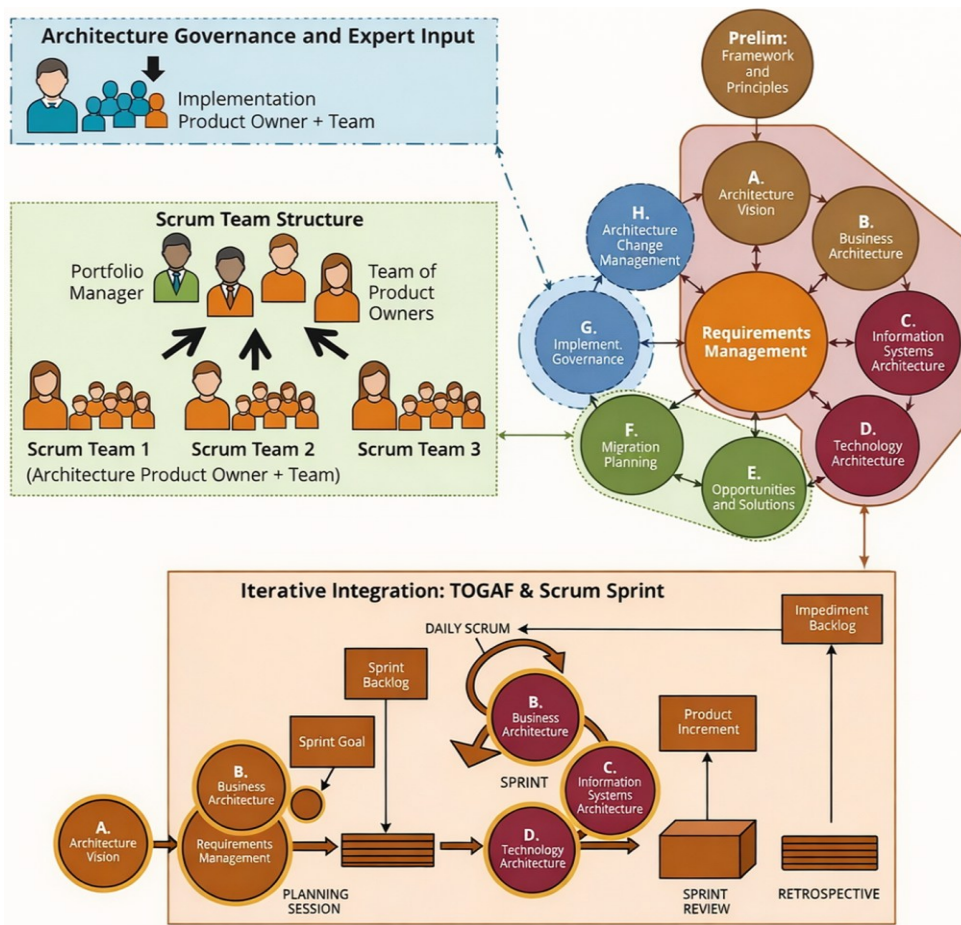 Architecture Governance and Expert Input
Implementation
Product Owner + Team
Scrum Team Structure
Portfolio
Manager
Team of
Product
Owners
Scrum Team 1
Scrum Team 2
Scrum Team 3
(Architecture Product Owner + Team)
Prelim:
Framework
and
Principles
A.
Architecture
Vision
B.
Business
Architecture
C.
Information
Systems
Architecture
D.
Technology
Architecture
E.
Opportunities
and Solutions
F.
Migration
Planning
G.
Implement.
Governance
H.
Architecture
Change
Management
Requirements
Management
Iterative Integration: TOGAF & Scrum Sprint
A.
Architecture
Vision
B.
Business
Architecture
Requirements
Management
PLANNING
SESSION
Sprint Goal
Sprint
Backlog
DAILY SCRUM
B.
Business
Architecture
SPRINT
C.
Information
Systems
Architecture
D.
Technology
Architecture
Product
Increment
SPRINT
REVIEW
Impediment
Backlog
RETROSPECTIVE